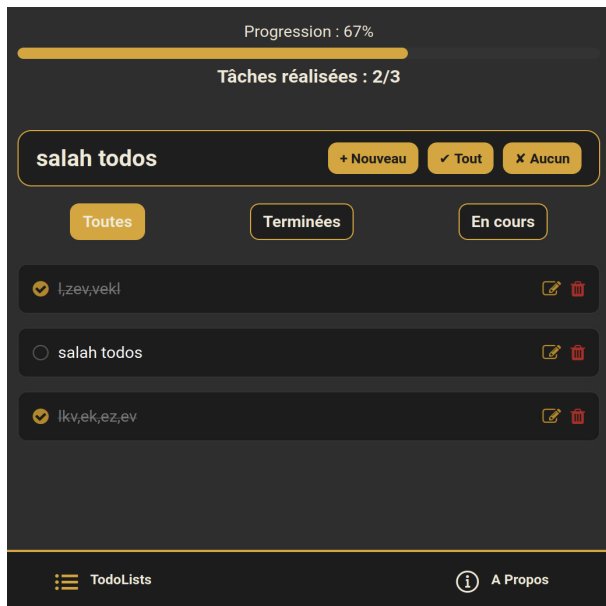 Progression : 67%
Tâches réalisées : 2/3
salah todos + Nouveau ✔ Tout ✘ Aucun
Toutes Terminées En cours
l,zev,vekl
salah todos
lkv,ek,ez,ev
TodoLists A Propos